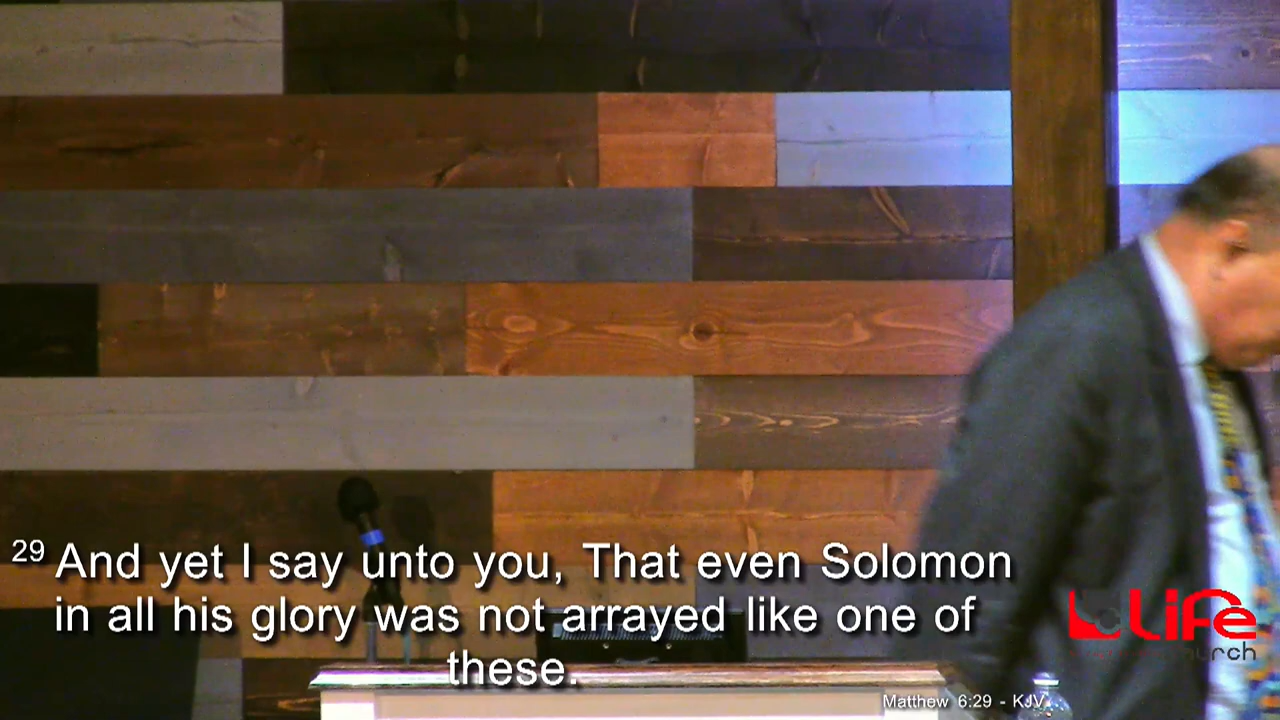 29 And yet I say unto you, That even Solomon
in all his glory was not arrayed like one of
these.
Matthew 6:29 - KJV
Life
church